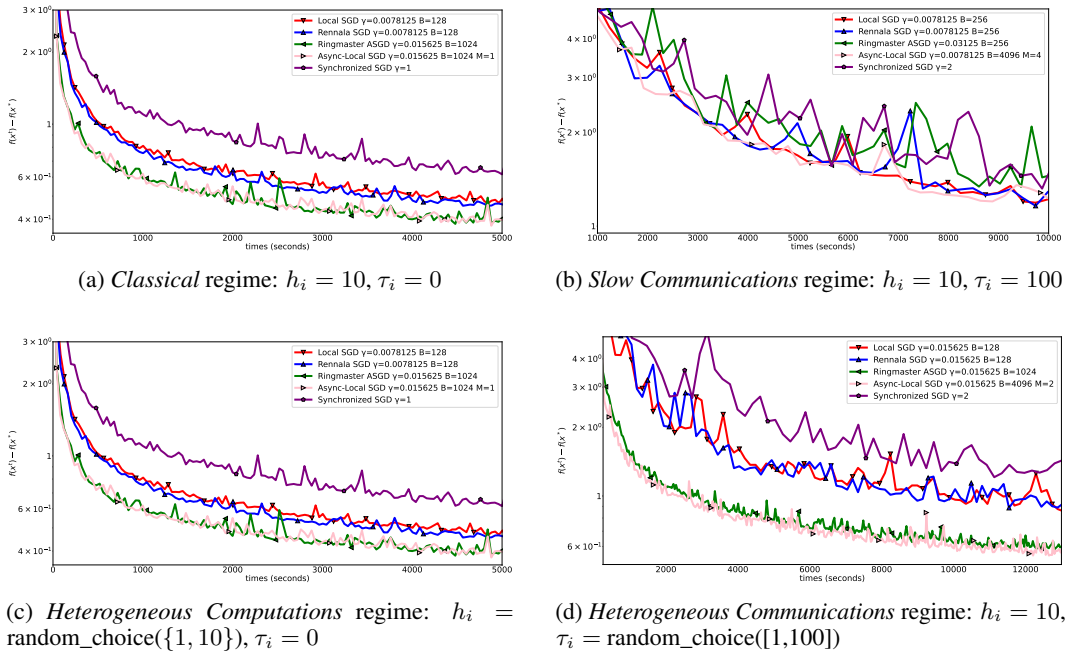 3 × 10⁰
2 × 10⁰
1
6 × 10⁻¹
4 × 10⁻¹
f(xᵗ) − f(x*)
Local SGD γ=0.0078125 B=128
Rennala SGD γ=0.0078125 B=128
Ringmaster ASGD γ=0.015625 B=1024
Async-Local SGD γ=0.015625 B=1024 M=1
Synchronized SGD γ=1
0 1000 2000 3000 4000 5000
times (seconds)
(a) Classical regime: hᵢ = 10, τᵢ = 0
4 × 10⁰
3 × 10⁰
2 × 10⁰
1
f(xᵗ) − f(x*)
Local SGD γ=0.0078125 B=256
Rennala SGD γ=0.0078125 B=256
Ringmaster ASGD γ=0.03125 B=256
Async-Local SGD γ=0.0078125 B=4096 M=4
Synchronized SGD γ=2
1000 2000 3000 4000 5000 6000 7000 8000 9000 10000
times (seconds)
(b) Slow Communications regime: hᵢ = 10, τᵢ = 100
3 × 10⁰
2 × 10⁰
1
6 × 10⁻¹
4 × 10⁻¹
f(xᵗ) − f(x*)
Local SGD γ=0.0078125 B=128
Rennala SGD γ=0.0078125 B=128
Ringmaster ASGD γ=0.015625 B=1024
Async-Local SGD γ=0.015625 B=1024 M=1
Synchronized SGD γ=1
0 1000 2000 3000 4000 5000
times (seconds)
(c) Heterogeneous Computations regime: hᵢ =
random_choice({1, 10}), τᵢ = 0
4 × 10⁰
3 × 10⁰
2 × 10⁰
1
6 × 10⁻¹
f(xᵗ) − f(x*)
Local SGD γ=0.015625 B=128
Rennala SGD γ=0.015625 B=128
Ringmaster ASGD γ=0.015625 B=1024
Async-Local SGD γ=0.015625 B=4096 M=2
Synchronized SGD γ=2
2000 4000 6000 8000 10000 12000
times (seconds)
(d) Heterogeneous Communications regime: hᵢ = 10,
τᵢ = random_choice([1,100])